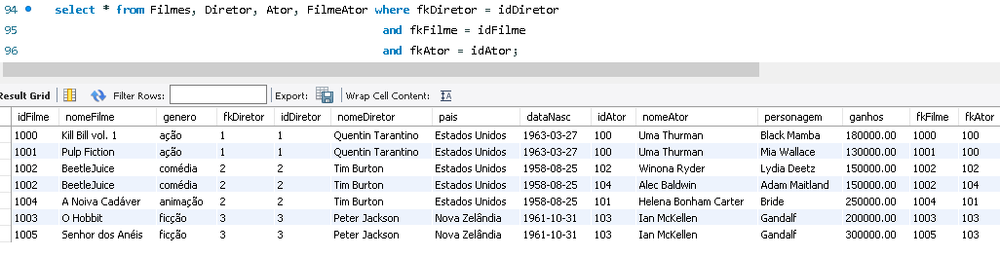 94 select * from Filmes, Diretor, Ator, FilmeAtor where fkDiretor = idDiretor
95 and fkFilme = idFilme
96 and fkAtor = idAtor;
Result Grid Filter Rows: Export: Wrap Cell Content:
idFilme nomeFilme genero fkDiretor idDiretor nomeDiretor pais dataNasc idAtor nomeAtor personagem ganhos fkFilme fkAtor
1000 Kill Bill vol. 1 ação 1 1 Quentin Tarantino Estados Unidos 1963-03-27 100 Uma Thurman Black Mamba 180000.00 1000 100
1001 Pulp Fiction ação 1 1 Quentin Tarantino Estados Unidos 1963-03-27 100 Uma Thurman Mia Wallace 130000.00 1001 100
1002 BeetleJuice comédia 2 2 Tim Burton Estados Unidos 1958-08-25 102 Winona Ryder Lydia Deetz 150000.00 1002 102
1002 BeetleJuice comédia 2 2 Tim Burton Estados Unidos 1958-08-25 104 Alec Baldwin Adam Maitland 150000.00 1002 104
1004 A Noiva Cadáver animação 2 2 Tim Burton Estados Unidos 1958-08-25 101 Helena Bonham Carter Bride 250000.00 1004 101
1003 O Hobbit ficção 3 3 Peter Jackson Nova Zelândia 1961-10-31 103 Ian McKellen Gandalf 200000.00 1003 103
1005 Senhor dos Anéis ficção 3 3 Peter Jackson Nova Zelândia 1961-10-31 103 Ian McKellen Gandalf 300000.00 1005 103